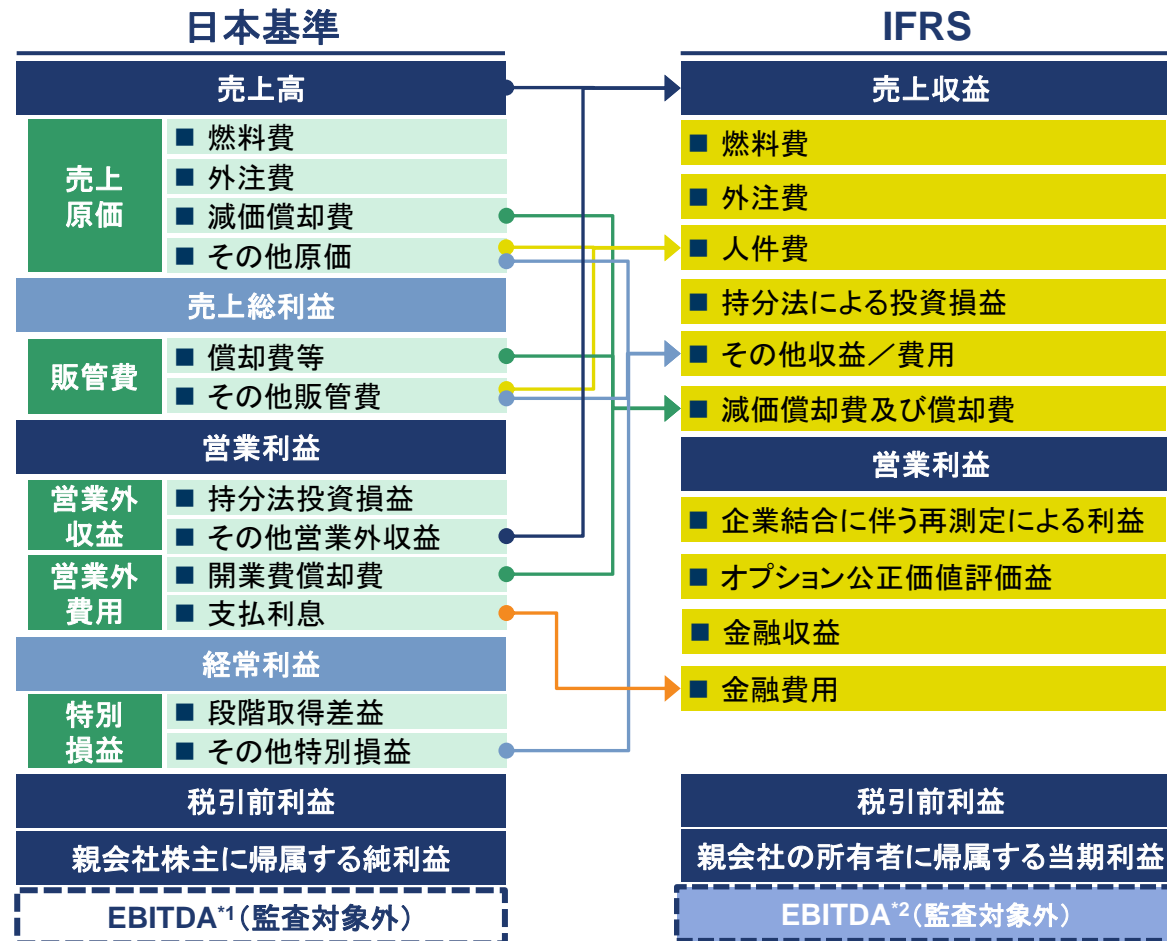 日本基準
売上高
売上
原価
■ 燃料費
■ 外注費
■ 減価償却費
■ その他原価
売上総利益
販管費
■ 償却費等
■ その他販管費
営業利益
営業外
収益
■ 持分法投資損益
■ その他営業外収益
営業外
費用
■ 開業費償却費
■ 支払利息
経常利益
特別
損益
■ 段階取得差益
■ その他特別損益
税引前利益
親会社株主に帰属する純利益
EBITDA*1(監査対象外)
IFRS
売上収益
■ 燃料費
■ 外注費
■ 人件費
■ 持分法による投資損益
■ その他収益/費用
■ 減価償却費及び償却費
営業利益
■ 企業結合に伴う再測定による利益
■ オプション公正価値評価益
■ 金融収益
■ 金融費用
税引前利益
親会社の所有者に帰属する当期利益
EBITDA*2(監査対象外)